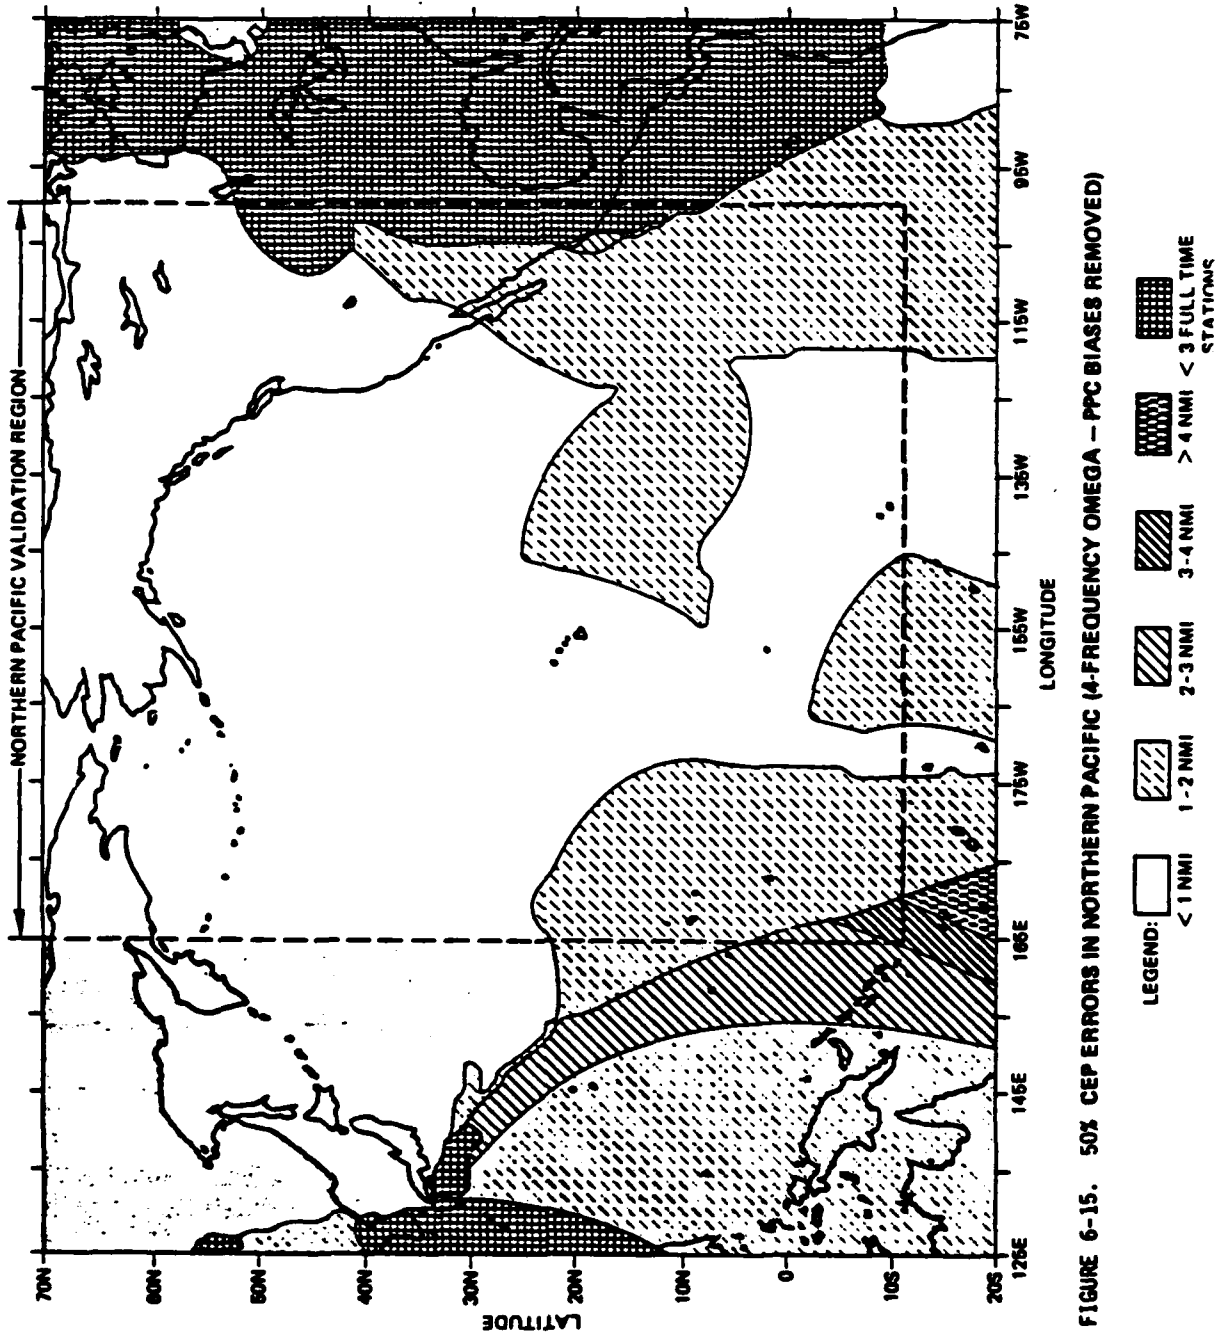 NORTHERN PACIFIC VALIDATION REGION
LATITUDE
70N
60N
50N
40N
30N
20N
10N
0
10S
20S
125E
145E
165E
175W
155W
135W
115W
95W
75W
LONGITUDE
FIGURE 6-15. 50% CEP ERRORS IN NORTHERN PACIFIC (4-FREQUENCY OMEGA – PPC BIASES REMOVED)
LEGEND:
< 1 NMI
1-2 NMI
2-3 NMI
3-4 NMI
> 4 NMI
< 3 FULL TIME
STATIONS